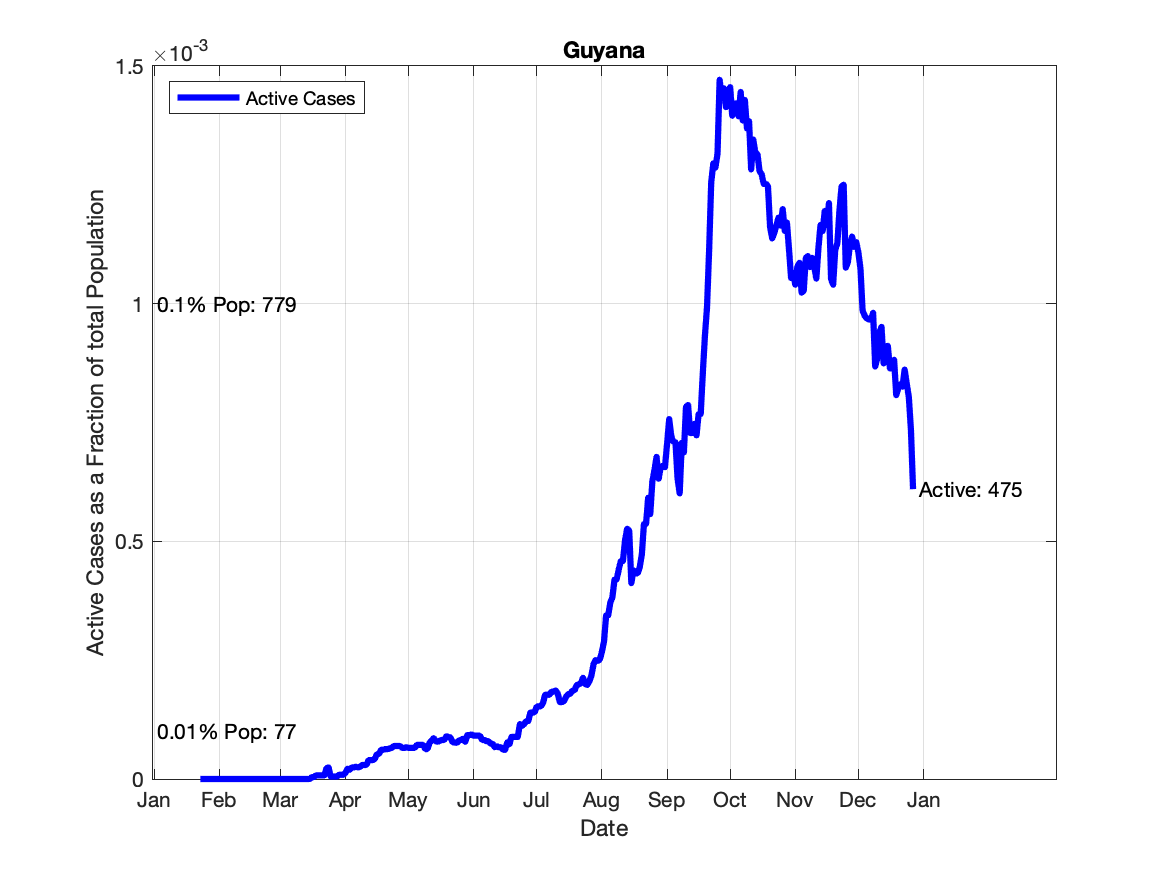 Guyana
×10-3
1.5
Active Cases
1
0.1% Pop: 779
0.5
Active: 475
0.01% Pop: 77
0
Jan Feb Mar Apr May Jun Jul Aug Sep Oct Nov Dec Jan
Date
Active Cases as a Fraction of total Population